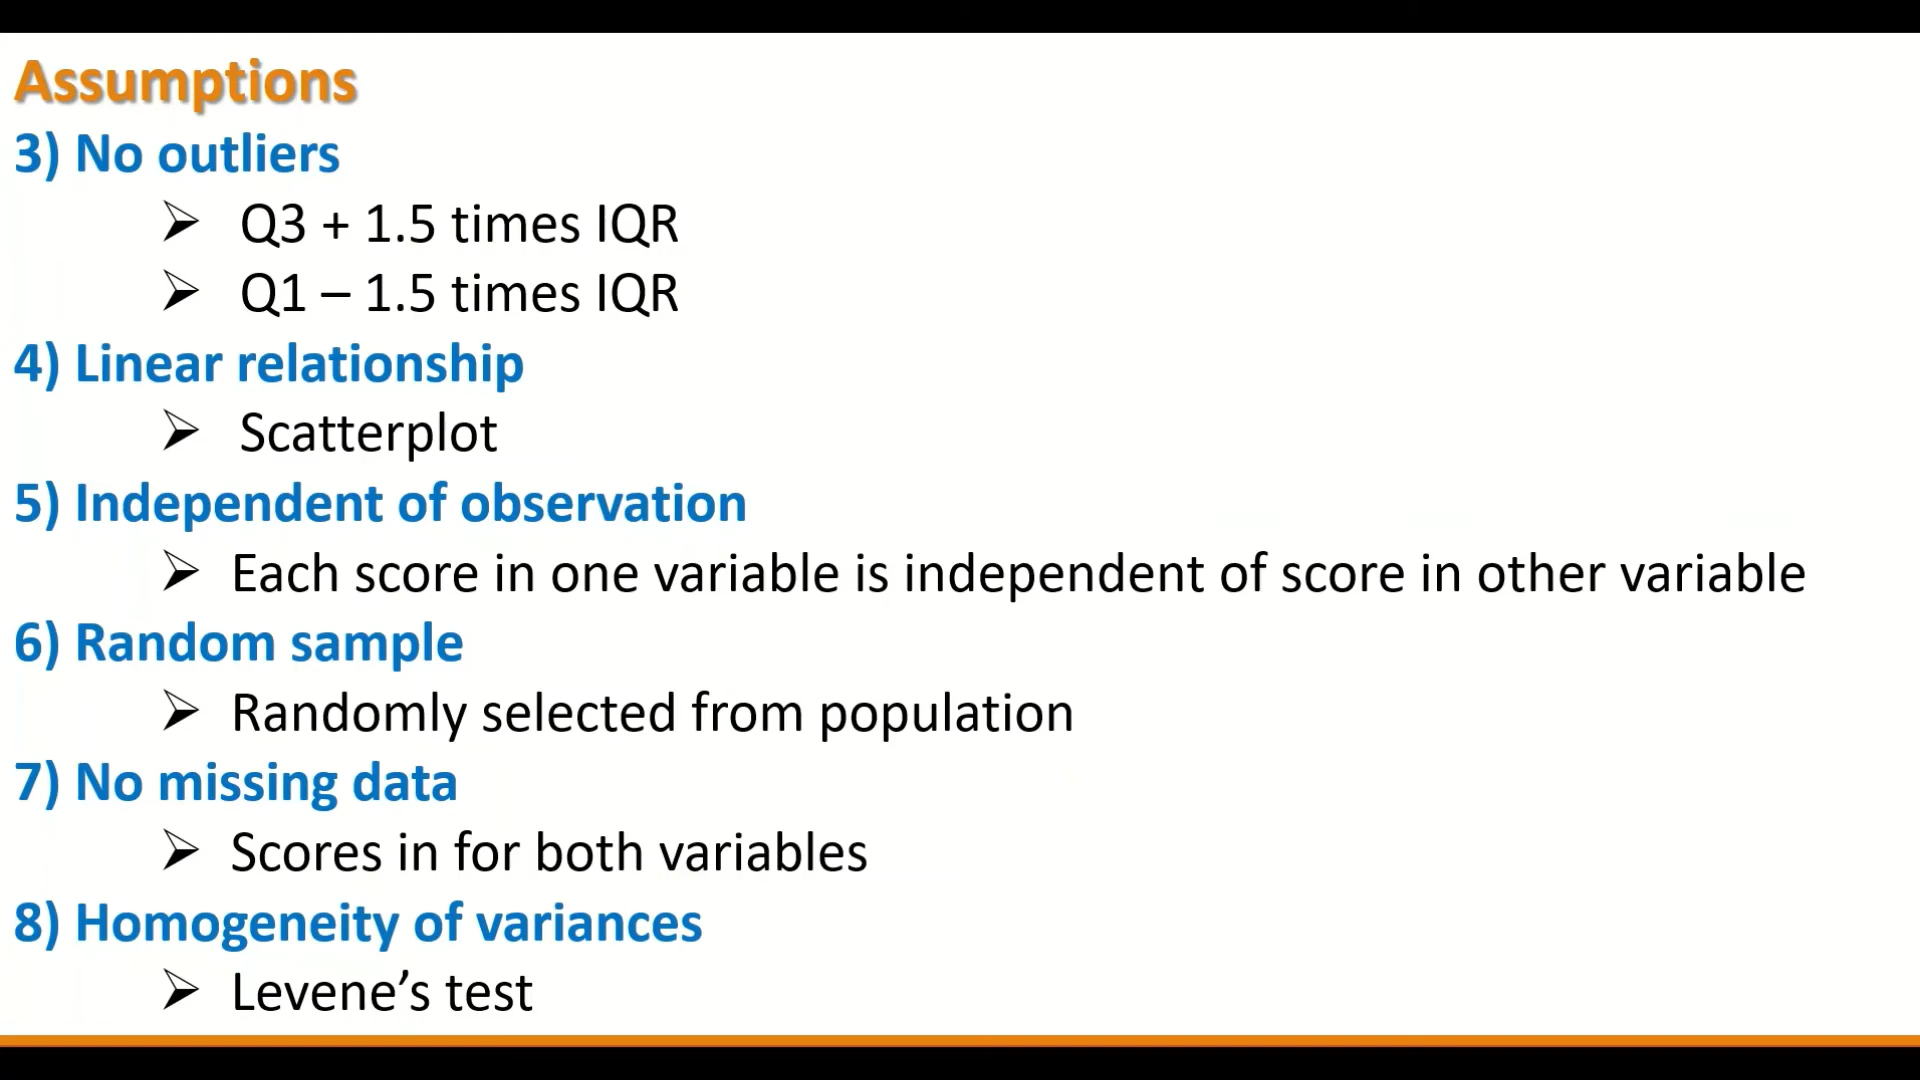 Assumptions
3) No outliers
➢ Q3 + 1.5 times IQR
➢ Q1 – 1.5 times IQR
4) Linear relationship
➢ Scatterplot
5) Independent of observation
➢ Each score in one variable is independent of score in other variable
6) Random sample
➢ Randomly selected from population
7) No missing data
➢ Scores in for both variables
8) Homogeneity of variances
➢ Levene’s test